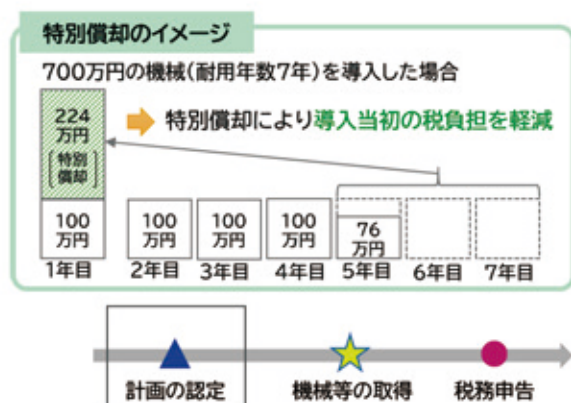 特別償却のイメージ
700万円の機械(耐用年数7年)を導入した場合
224
万円
特別
償却
特別償却により導入当初の税負担を軽減
100
万円
100
万円
100
万円
100
万円
76
万円
1年目
2年目
3年目
4年目
5年目
6年目
7年目
計画の認定
機械等の取得
税務申告